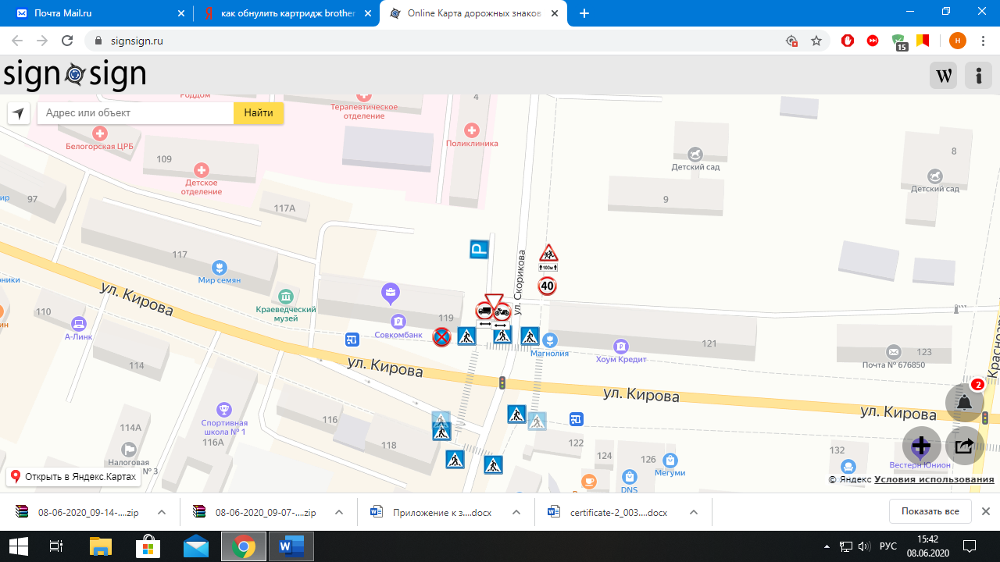 Почта Mail.ru
как обнулить картридж brother
Online Карта дорожных знаков
signsign.ru
15
Н
sign sign
W
i
Адрес или объект
Найти
Роддом
Терапевтическое
отделение
4
Белогорская ЦРБ
Поликлиника
109
Детское
отделение
Детский сад
8
Детский сад
97
117А
9
P
117
Мир семян
ул. Скорикова
100м
40
ул. Кирова
Краеведческий
музей
110
А-Линк
119
Совкомбанк
Магнолия
121
Хоум Кредит
123
Почта № 676850
114
ул. Кирова
ул. Кирова
ул. Кирова
2
Спортивная
школа № 1
116А
116
114А
118
122
124
126
132
Налоговая
№ 3
Мегуми
DNS
Вестерн Юнион
Открыть в Яндекс.Картах
© Яндекс Условия использования
08-06-2020_09-14-....zip
08-06-2020_09-07-....zip
Приложение к з....docx
certificate-2_003....docx
Показать все
РУС
15:42
08.06.2020